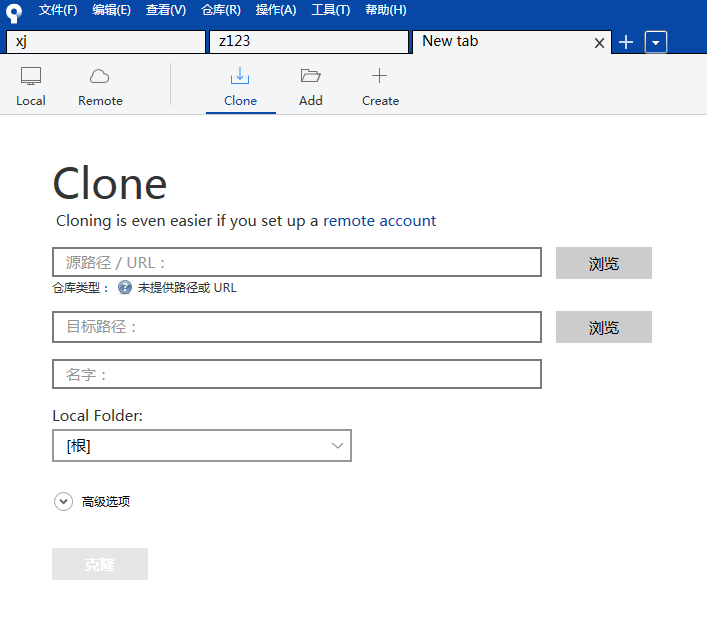 文件(F) 编辑(E) 查看(V) 仓库(R) 操作(A) 工具(T) 帮助(H)
xj z123 New tab
Local Remote Clone Add Create
Clone
Cloning is even easier if you set up a remote account
源路径 / URL： 浏览
仓库类型： ? 未提供路径或 URL
目标路径： 浏览
名字：
Local Folder:
[根]
高级选项
克隆